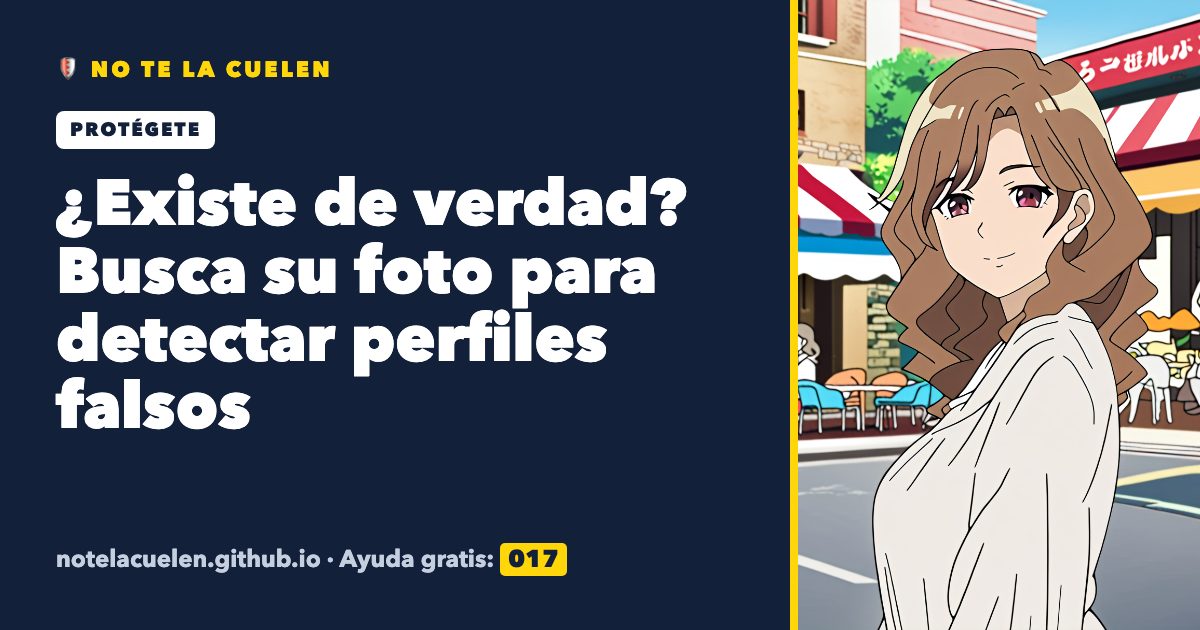 NO TE LA CUELEN
PROTÉGETE
¿Existe de verdad?
Busca su foto para
detectar perfiles
falsos
notelacuelen.github.io · Ayuda gratis: 017